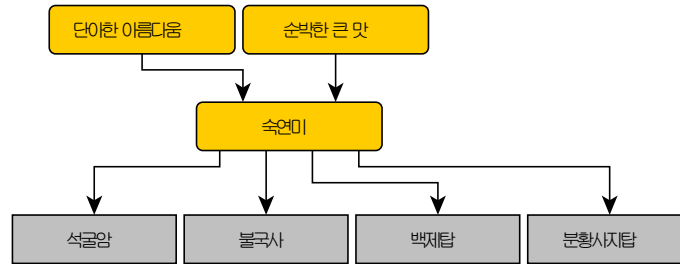 단아한 아름다움
순박한 큰 맛
숙연미
석굴암
불국사
백제탑
분황사지탑